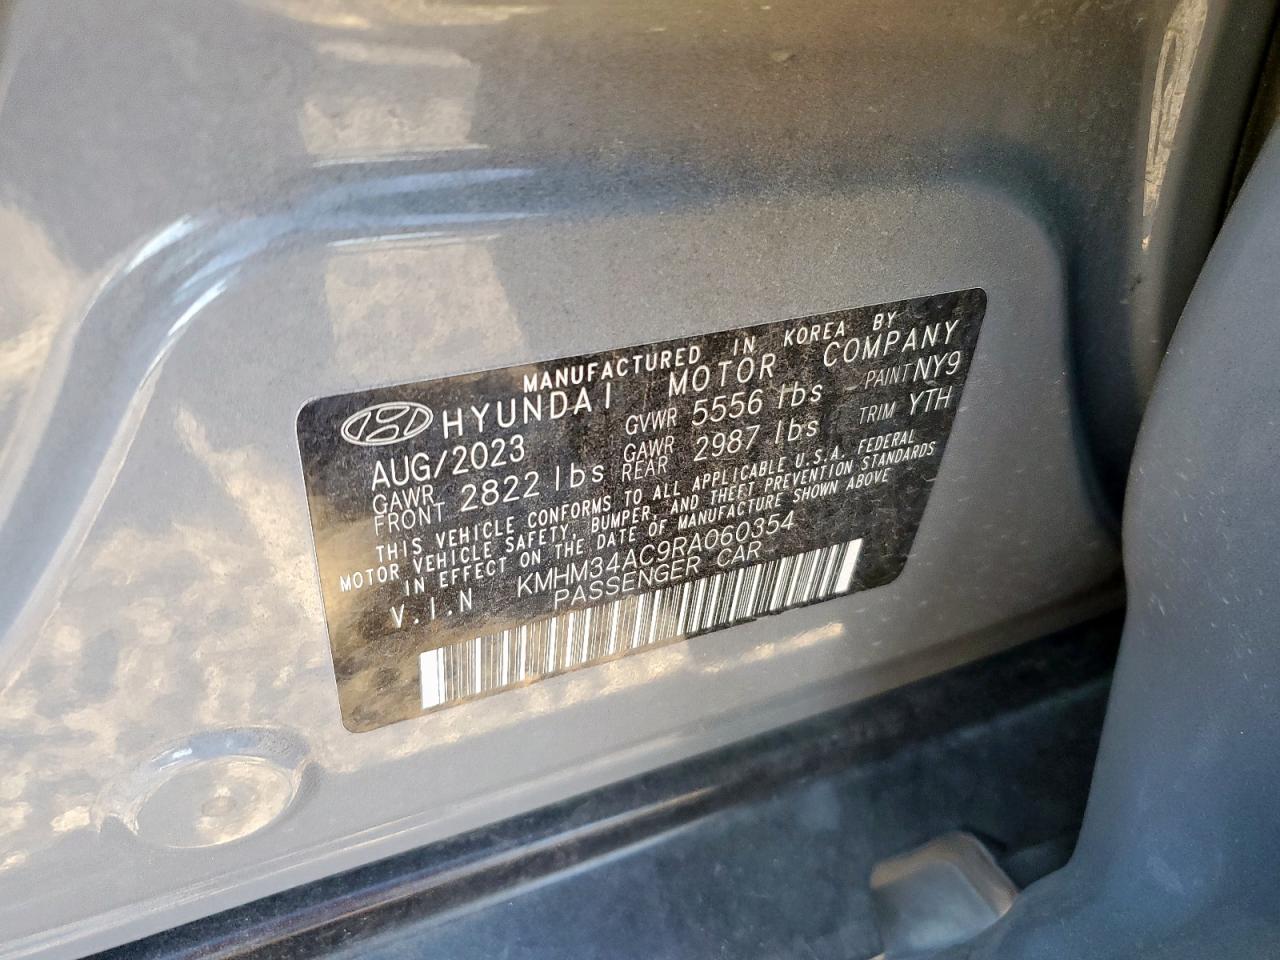 MANUFACTURED IN KOREA BY
HYUNDAI MOTOR COMPANY
AUG/2023 GVWR 5556 lbs PAINT NY9
GAWR FRONT 2822 lbs GAWR REAR 2987 lbs TRIM YTH
THIS VEHICLE CONFORMS TO ALL APPLICABLE U.S.A. FEDERAL
MOTOR VEHICLE SAFETY, BUMPER, AND THEFT PREVENTION STANDARDS
IN EFFECT ON THE DATE OF MANUFACTURE SHOWN ABOVE
V.I.N KMHM34AC9RA060354
PASSENGER CAR